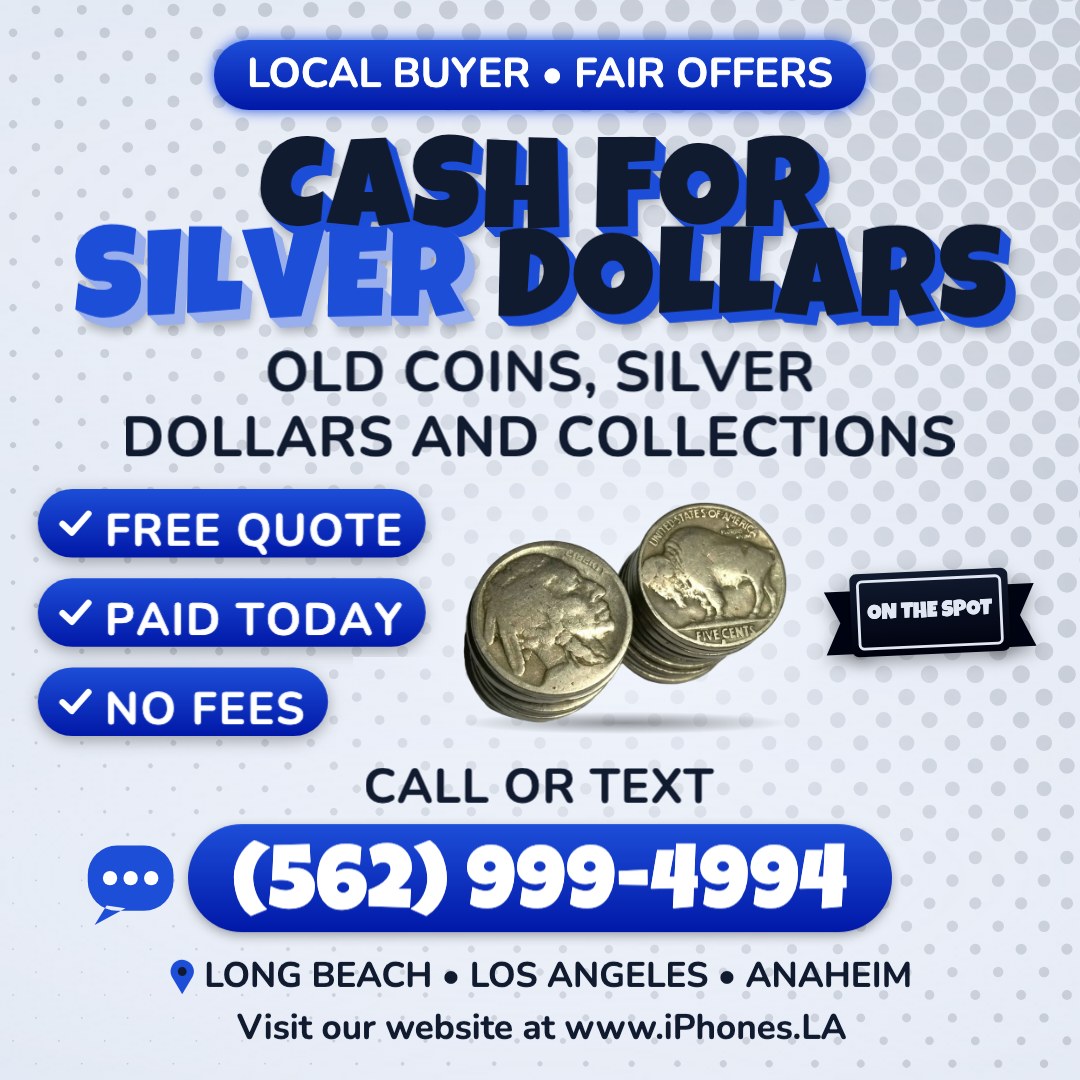 LOCAL BUYER • FAIR OFFERS
CASH FOR
SILVER DOLLARS
OLD COINS, SILVER
DOLLARS AND COLLECTIONS
FREE QUOTE
PAID TODAY
NO FEES
LIBERTY
UNITED STATES OF AMERICA
FIVE CENTS
ON THE SPOT
CALL OR TEXT
(562) 999-4994
LONG BEACH • LOS ANGELES • ANAHEIM
Visit our website at www.iPhones.LA